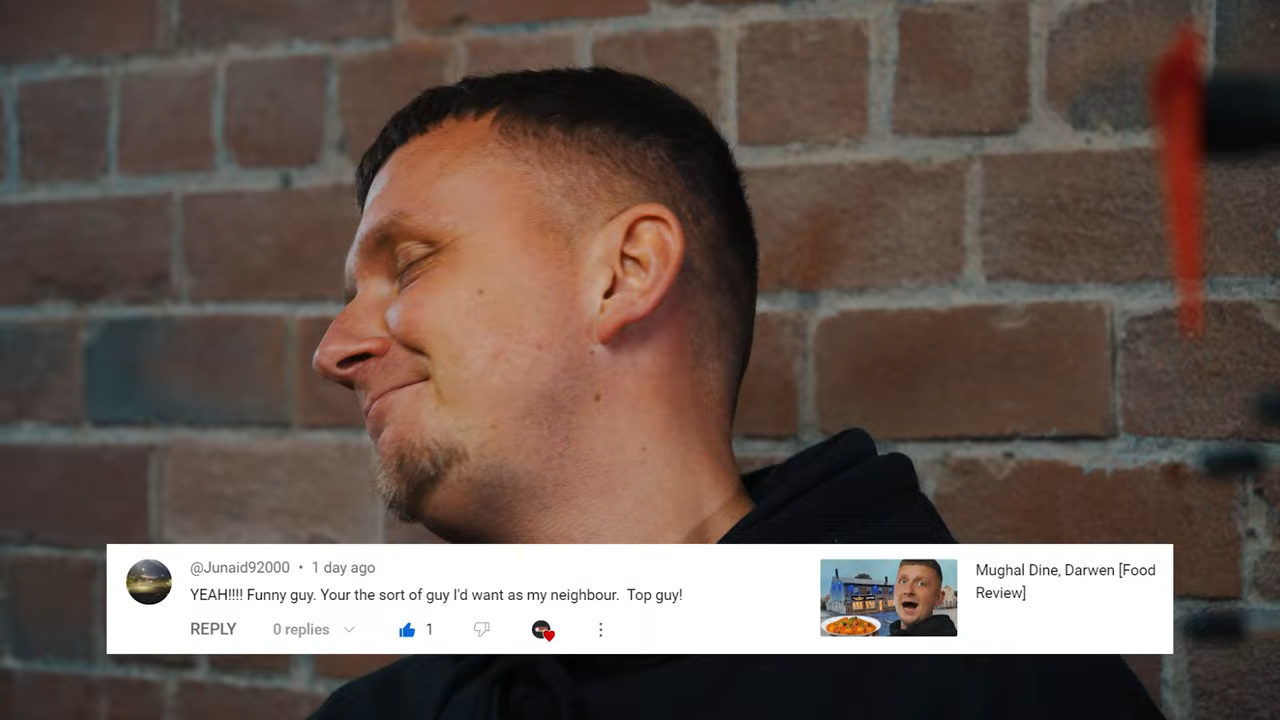 @Junaid92000 • 1 day ago
YEAH!!!! Funny guy. Your the sort of guy I'd want as my neighbour. Top guy!
REPLY 0 replies 1
Mughal Dine, Darwen [Food
Review]